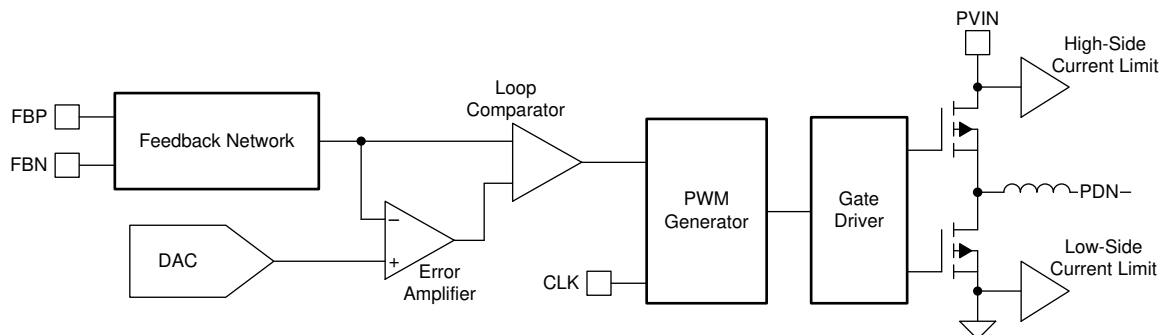 PVIN
High-Side
Current Limit
Loop
Comparator
FBP
FBN
Feedback Network
PWM
Generator
Gate
Driver
PDN
DAC
−
+
Error
Amplifier
CLK
Low-Side
Current Limit